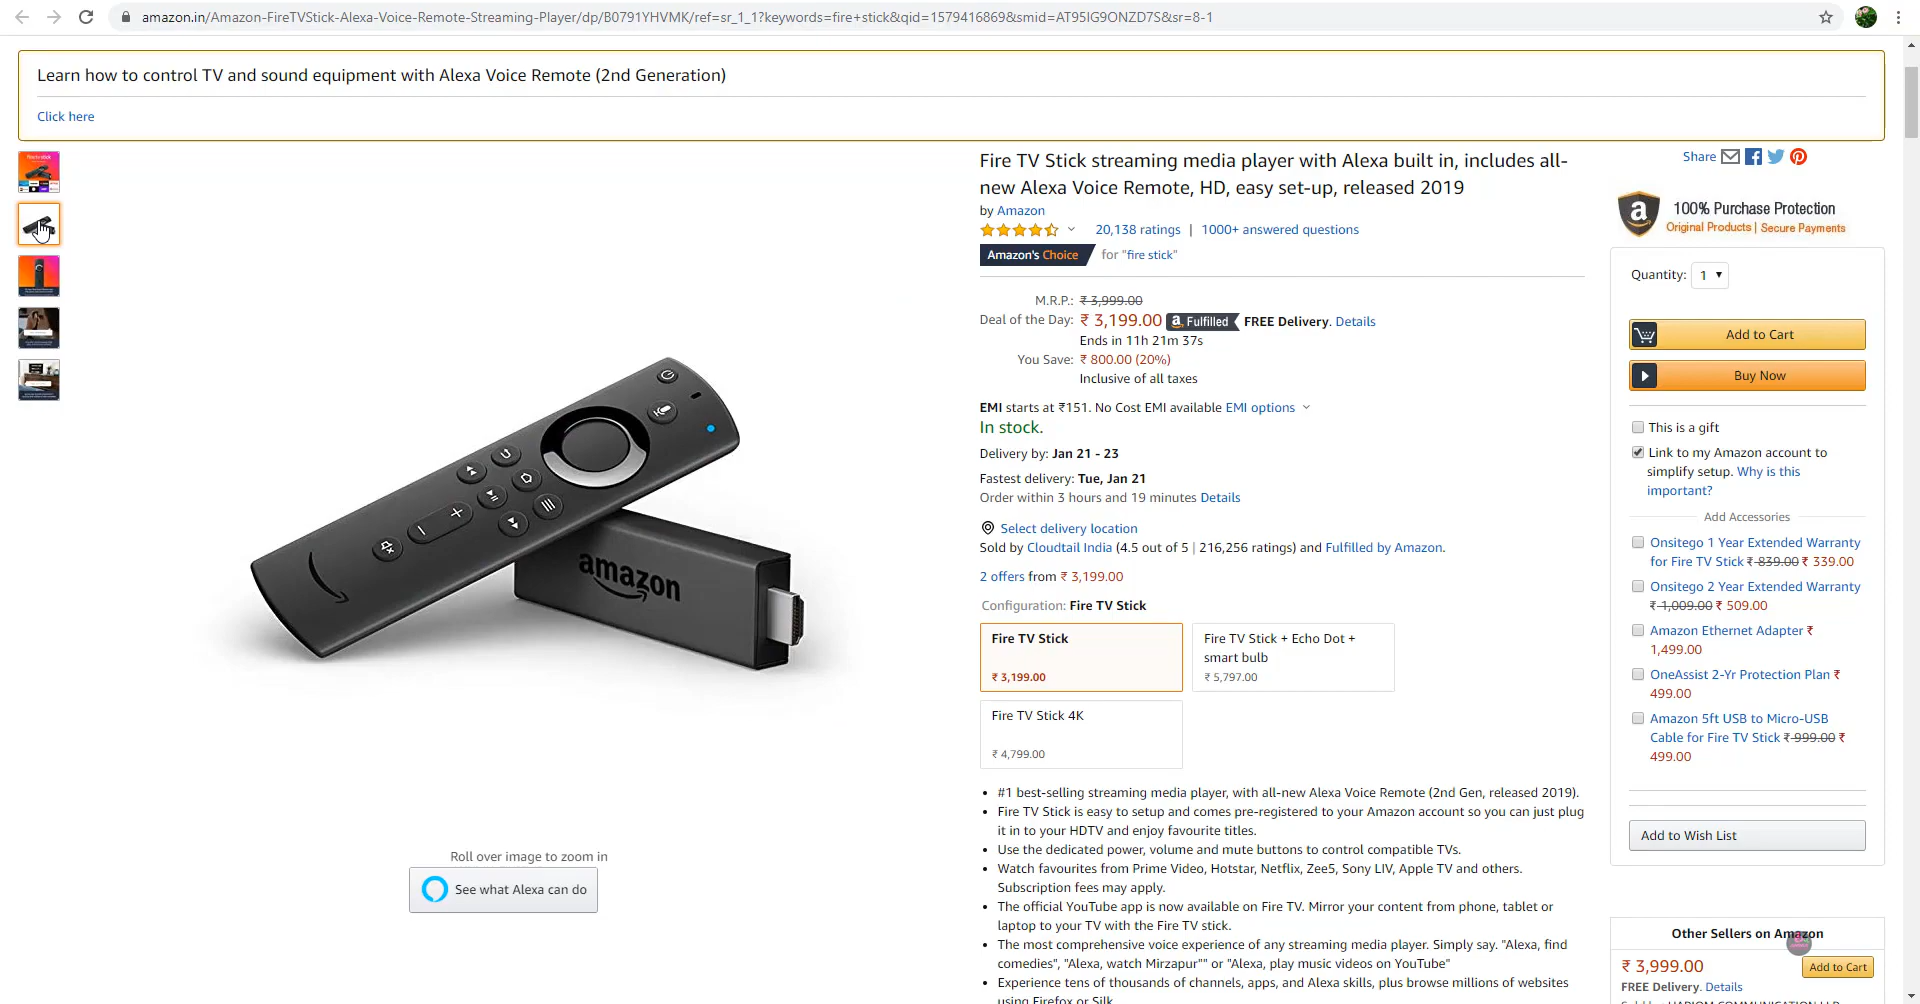 amazon.in/Amazon-FireTVStick-Alexa-Voice-Remote-Streaming-Player/dp/B0791YHVMK/ref=sr_1_1?keywords=fire+stick&qid=1579416869&smid=AT95IG9ONZD7S&sr=8-1
Learn how to control TV and sound equipment with Alexa Voice Remote (2nd Generation)
Click here
amazon
Roll over image to zoom in
See what Alexa can do
Fire TV Stick streaming media player with Alexa built in, includes all-
new Alexa Voice Remote, HD, easy set-up, released 2019
by Amazon
20,138 ratings | 1000+ answered questions
Amazon's Choice for "fire stick"
M.R.P.: ₹ 3,999.00
Deal of the Day: ₹ 3,199.00 a Fulfilled FREE Delivery. Details
Ends in 11h 21m 37s
You Save: ₹ 800.00 (20%)
Inclusive of all taxes
EMI starts at ₹151. No Cost EMI available EMI options
In stock.
Delivery by: Jan 21 - 23
Fastest delivery: Tue, Jan 21
Order within 3 hours and 19 minutes Details
Select delivery location
Sold by Cloudtail India (4.5 out of 5 | 216,256 ratings) and Fulfilled by Amazon.
2 offers from ₹ 3,199.00
Configuration: Fire TV Stick
Fire TV Stick
₹ 3,199.00
Fire TV Stick + Echo Dot +
smart bulb
₹ 5,797.00
Fire TV Stick 4K
₹ 4,799.00
• #1 best-selling streaming media player, with all-new Alexa Voice Remote (2nd Gen, released 2019).
• Fire TV Stick is easy to setup and comes pre-registered to your Amazon account so you can just plug
it in to your HDTV and enjoy favourite titles.
• Use the dedicated power, volume and mute buttons to control compatible TVs.
• Watch favourites from Prime Video, Hotstar, Netflix, Zee5, Sony LIV, Apple TV and others.
Subscription fees may apply.
• The official YouTube app is now available on Fire TV. Mirror your content from phone, tablet or
laptop to your TV with the Fire TV stick.
• The most comprehensive voice experience of any streaming media player. Simply say. "Alexa, find
comedies", "Alexa, watch Mirzapur"" or "Alexa, play music videos on YouTube"
• Experience tens of thousands of channels, apps, and Alexa skills, plus browse millions of websites
using Firefox or Silk
Share
100% Purchase Protection
Original Products | Secure Payments
Quantity: 1
Add to Cart
Buy Now
This is a gift
Link to my Amazon account to
simplify setup. Why is this
important?
Add Accessories
Onsitego 1 Year Extended Warranty
for Fire TV Stick ₹ 839.00 ₹ 339.00
Onsitego 2 Year Extended Warranty
₹ 1,009.00 ₹ 509.00
Amazon Ethernet Adapter ₹
1,499.00
OneAssist 2-Yr Protection Plan ₹
499.00
Amazon 5ft USB to Micro-USB
Cable for Fire TV Stick ₹ 999.00 ₹
499.00
Add to Wish List
Other Sellers on Amazon
₹ 3,999.00
Add to Cart
FREE Delivery. Details